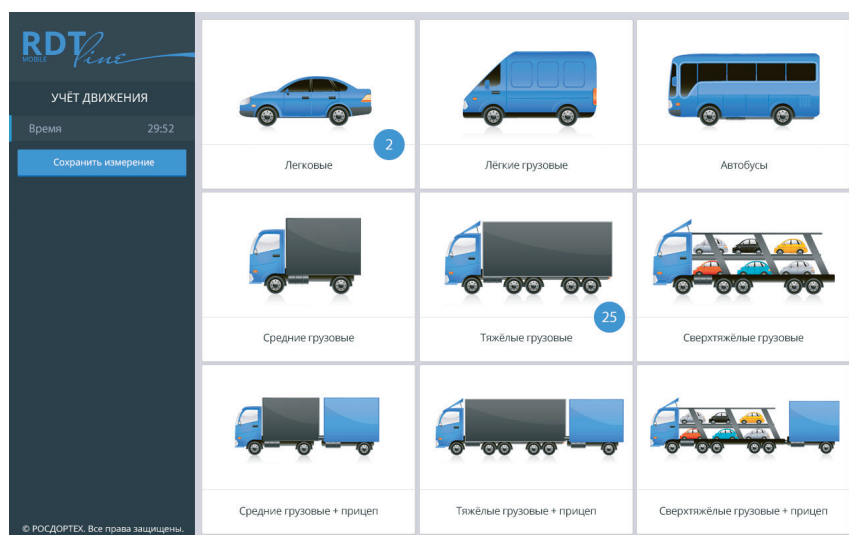 RDT line
MOBILE
УЧЁТ ДВИЖЕНИЯ
Время 29:52
Сохранить измерение
© РОСДОРТЕХ. Все права защищены.
2
Легковые
Лёгкие грузовые
Автобусы
25
Средние грузовые
Тяжёлые грузовые
Сверхтяжёлые грузовые
Средние грузовые + прицеп
Тяжёлые грузовые + прицеп
Сверхтяжёлые грузовые + прицеп